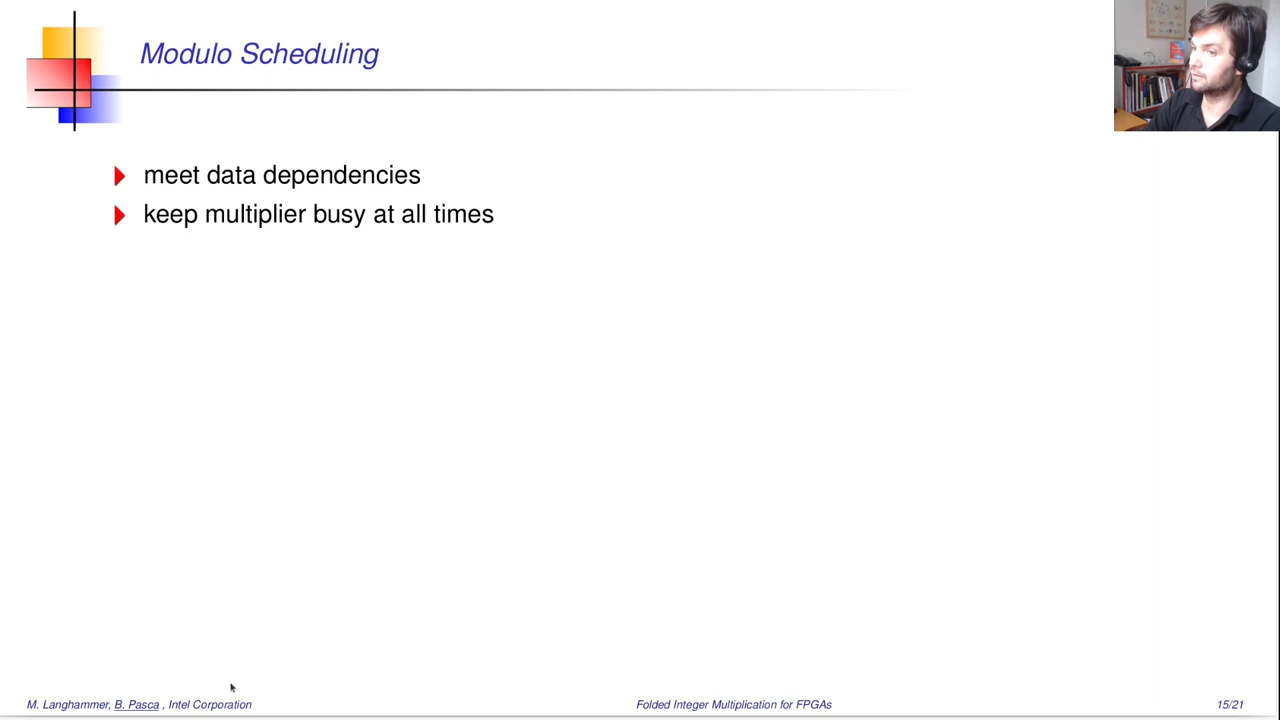 Modulo Scheduling
meet data dependencies
keep multiplier busy at all times
M. Langhammer, B. Pasca , Intel Corporation
Folded Integer Multiplication for FPGAs
15/21